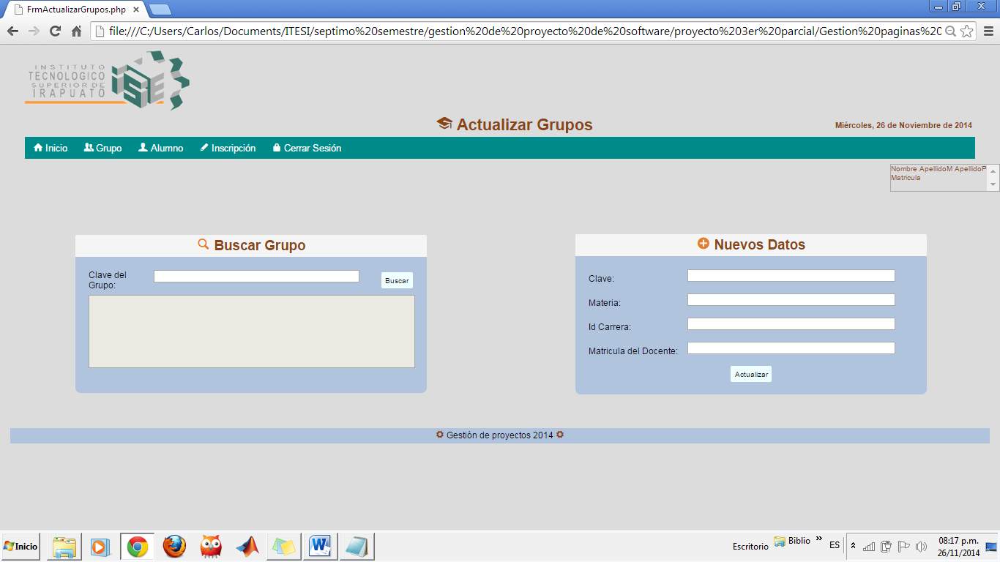 FrmActualizarGrupos.php
file:///C:/Users/Carlos/Documents/ITESI/septimo%20semestre/gestion%20de%20proyecto%20de%20software/proyecto%203er%20parcial/Gestion%20paginas%20
INSTITUTO
TECNOLOGICO
SUPERIOR DE
IRAPUATO
Actualizar Grupos
Miércoles, 26 de Noviembre de 2014
Inicio Grupo Alumno Inscripción Cerrar Sesión
Nombre ApellidoM ApellidoP
Matricula
Buscar Grupo
Clave del
Grupo:
Buscar
Nuevos Datos
Clave:
Materia:
Id Carrera:
Matricula del Docente:
Actualizar
Gestión de proyectos 2014
Inicio
Escritorio
Biblio
ES
08:17 p.m.
26/11/2014